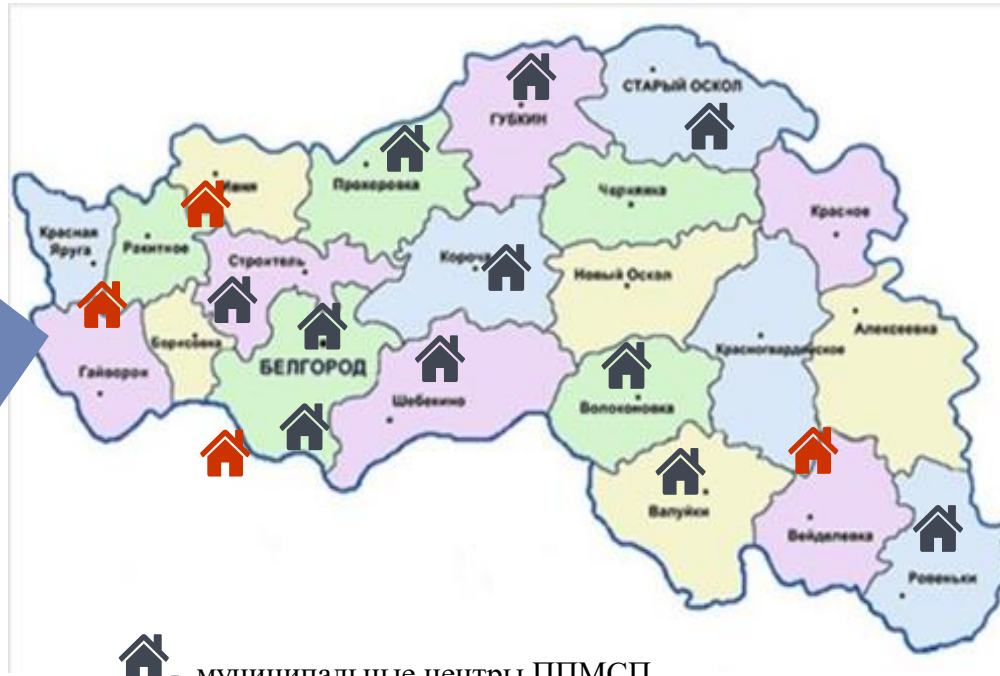 СТАРЫЙ ОСКОЛ
ГУБКИН
Прохоровка
Ивня
Чернянка
Красная
Яруга
Ракитное
Красное
Строитель
Короча
Новый Оскол
Алексеевка
Борисовка
Красногвардейское
БЕЛГОРОД
Гайворон
Шебекино
Волоконовка
Валуйки
Вейделевка
Ровеньки
- муниципальные центры ППМСП